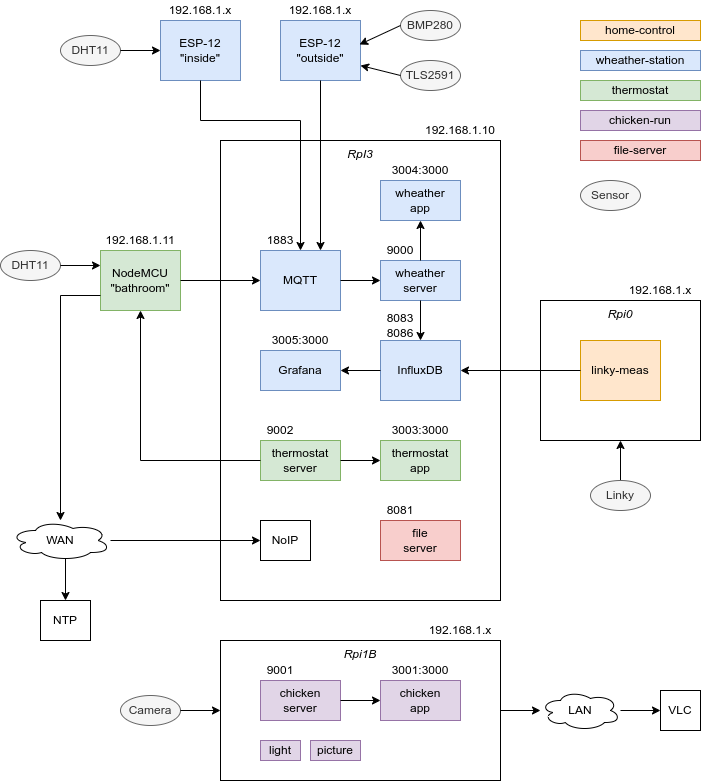 192.168.1.x
192.168.1.x
DHT11
ESP-12
"inside"
ESP-12
"outside"
BMP280
TLS2591
home-control
wheather-station
thermostat
chicken-run
file-server
Sensor
192.168.1.10
RpI3
3004:3000
wheather
app
192.168.1.11
DHT11
NodeMCU
"bathroom"
1883
MQTT
9000
wheather
server
8083
8086
3005:3000
Grafana
InfluxDB
192.168.1.x
Rpi0
linky-meas
Linky
9002
thermostat
server
3003:3000
thermostat
app
WAN
NoIP
8081
file
server
NTP
192.168.1.x
Rpi1B
9001
chicken
server
3001:3000
chicken
app
Camera
light
picture
LAN
VLC